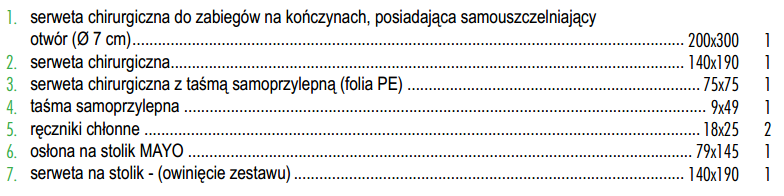 1. serweta chirurgiczna do zabiegów na kończynach, posiadająca samouszczelniający
otwór (Ø 7 cm)........................................................................................................ 200x300 1
2. serweta chirurgiczna................................................................................................ 140x190 1
3. serweta chirurgiczna z taśmą samoprzylepną (folia PE) ....................................................... 75x75 1
4. taśma samoprzylepna .................................................................................................. 9x49 1
5. ręczniki chłonne ........................................................................................................ 18x25 2
6. osłona na stolik MAYO ............................................................................................... 79x145 1
7. serweta na stolik - (owinięcie zestawu) ........................................................................ 140x190 1